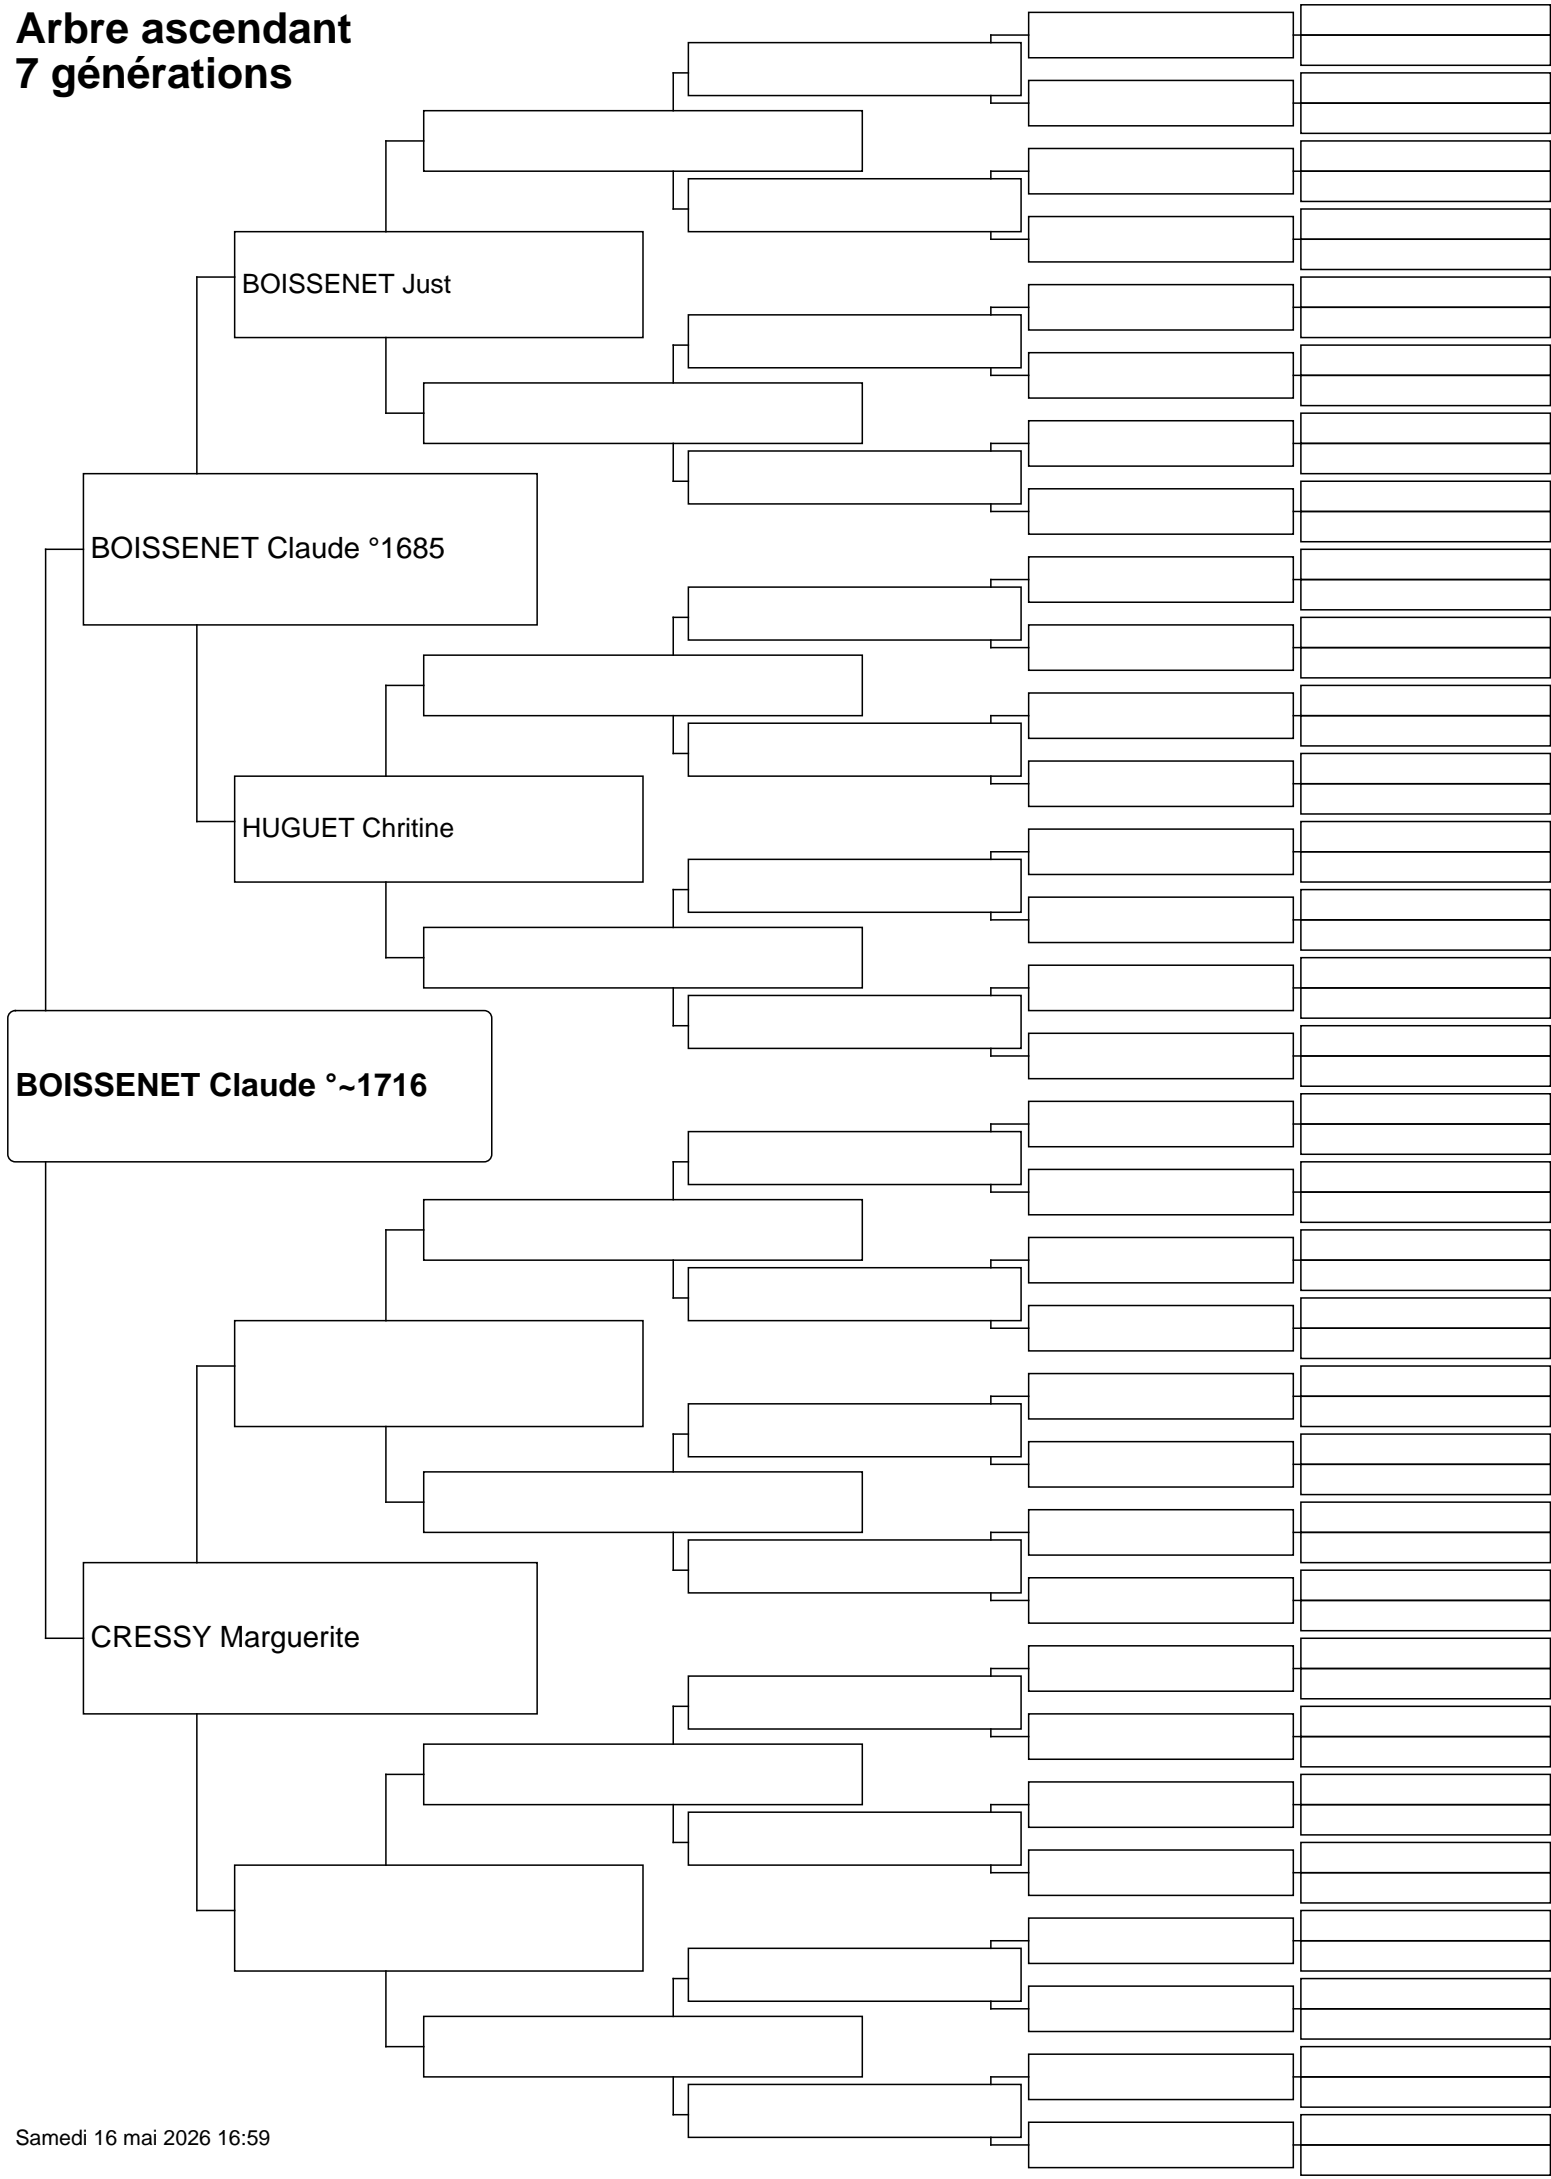 Arbre ascendant
7 générations
BOISSENET Just
BOISSENET Claude °1685
HUGUET Chritine
BOISSENET Claude °~1716
CRESSY Marguerite
Samedi 16 mai 2026 16:59